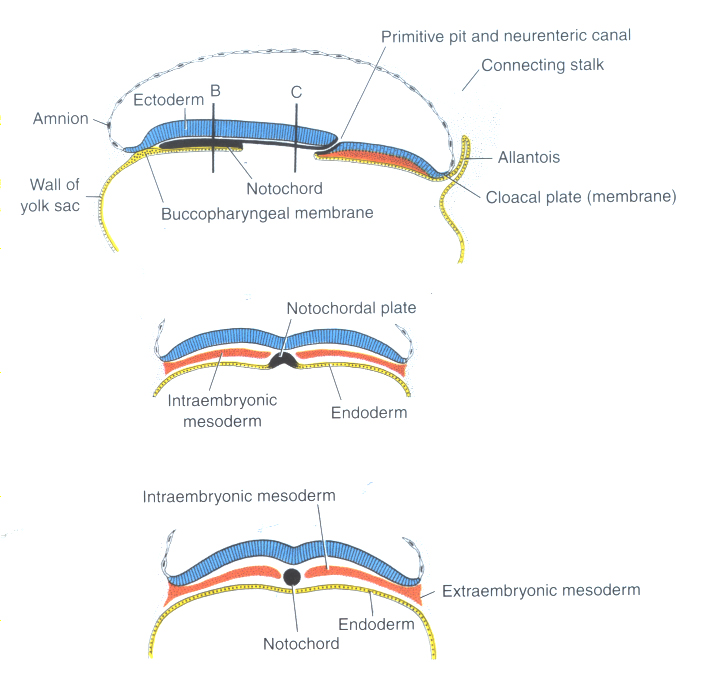 Primitive pit and neurenteric canal
Connecting stalk
B
C
Ectoderm
Amnion
Allantois
Notochord
Wall of
yolk sac
Cloacal plate (membrane)
Buccopharyngeal membrane
Notochordal plate
Intraembryonic
mesoderm
Endoderm
Intraembryonic mesoderm
Extraembryonic mesoderm
Endoderm
Notochord